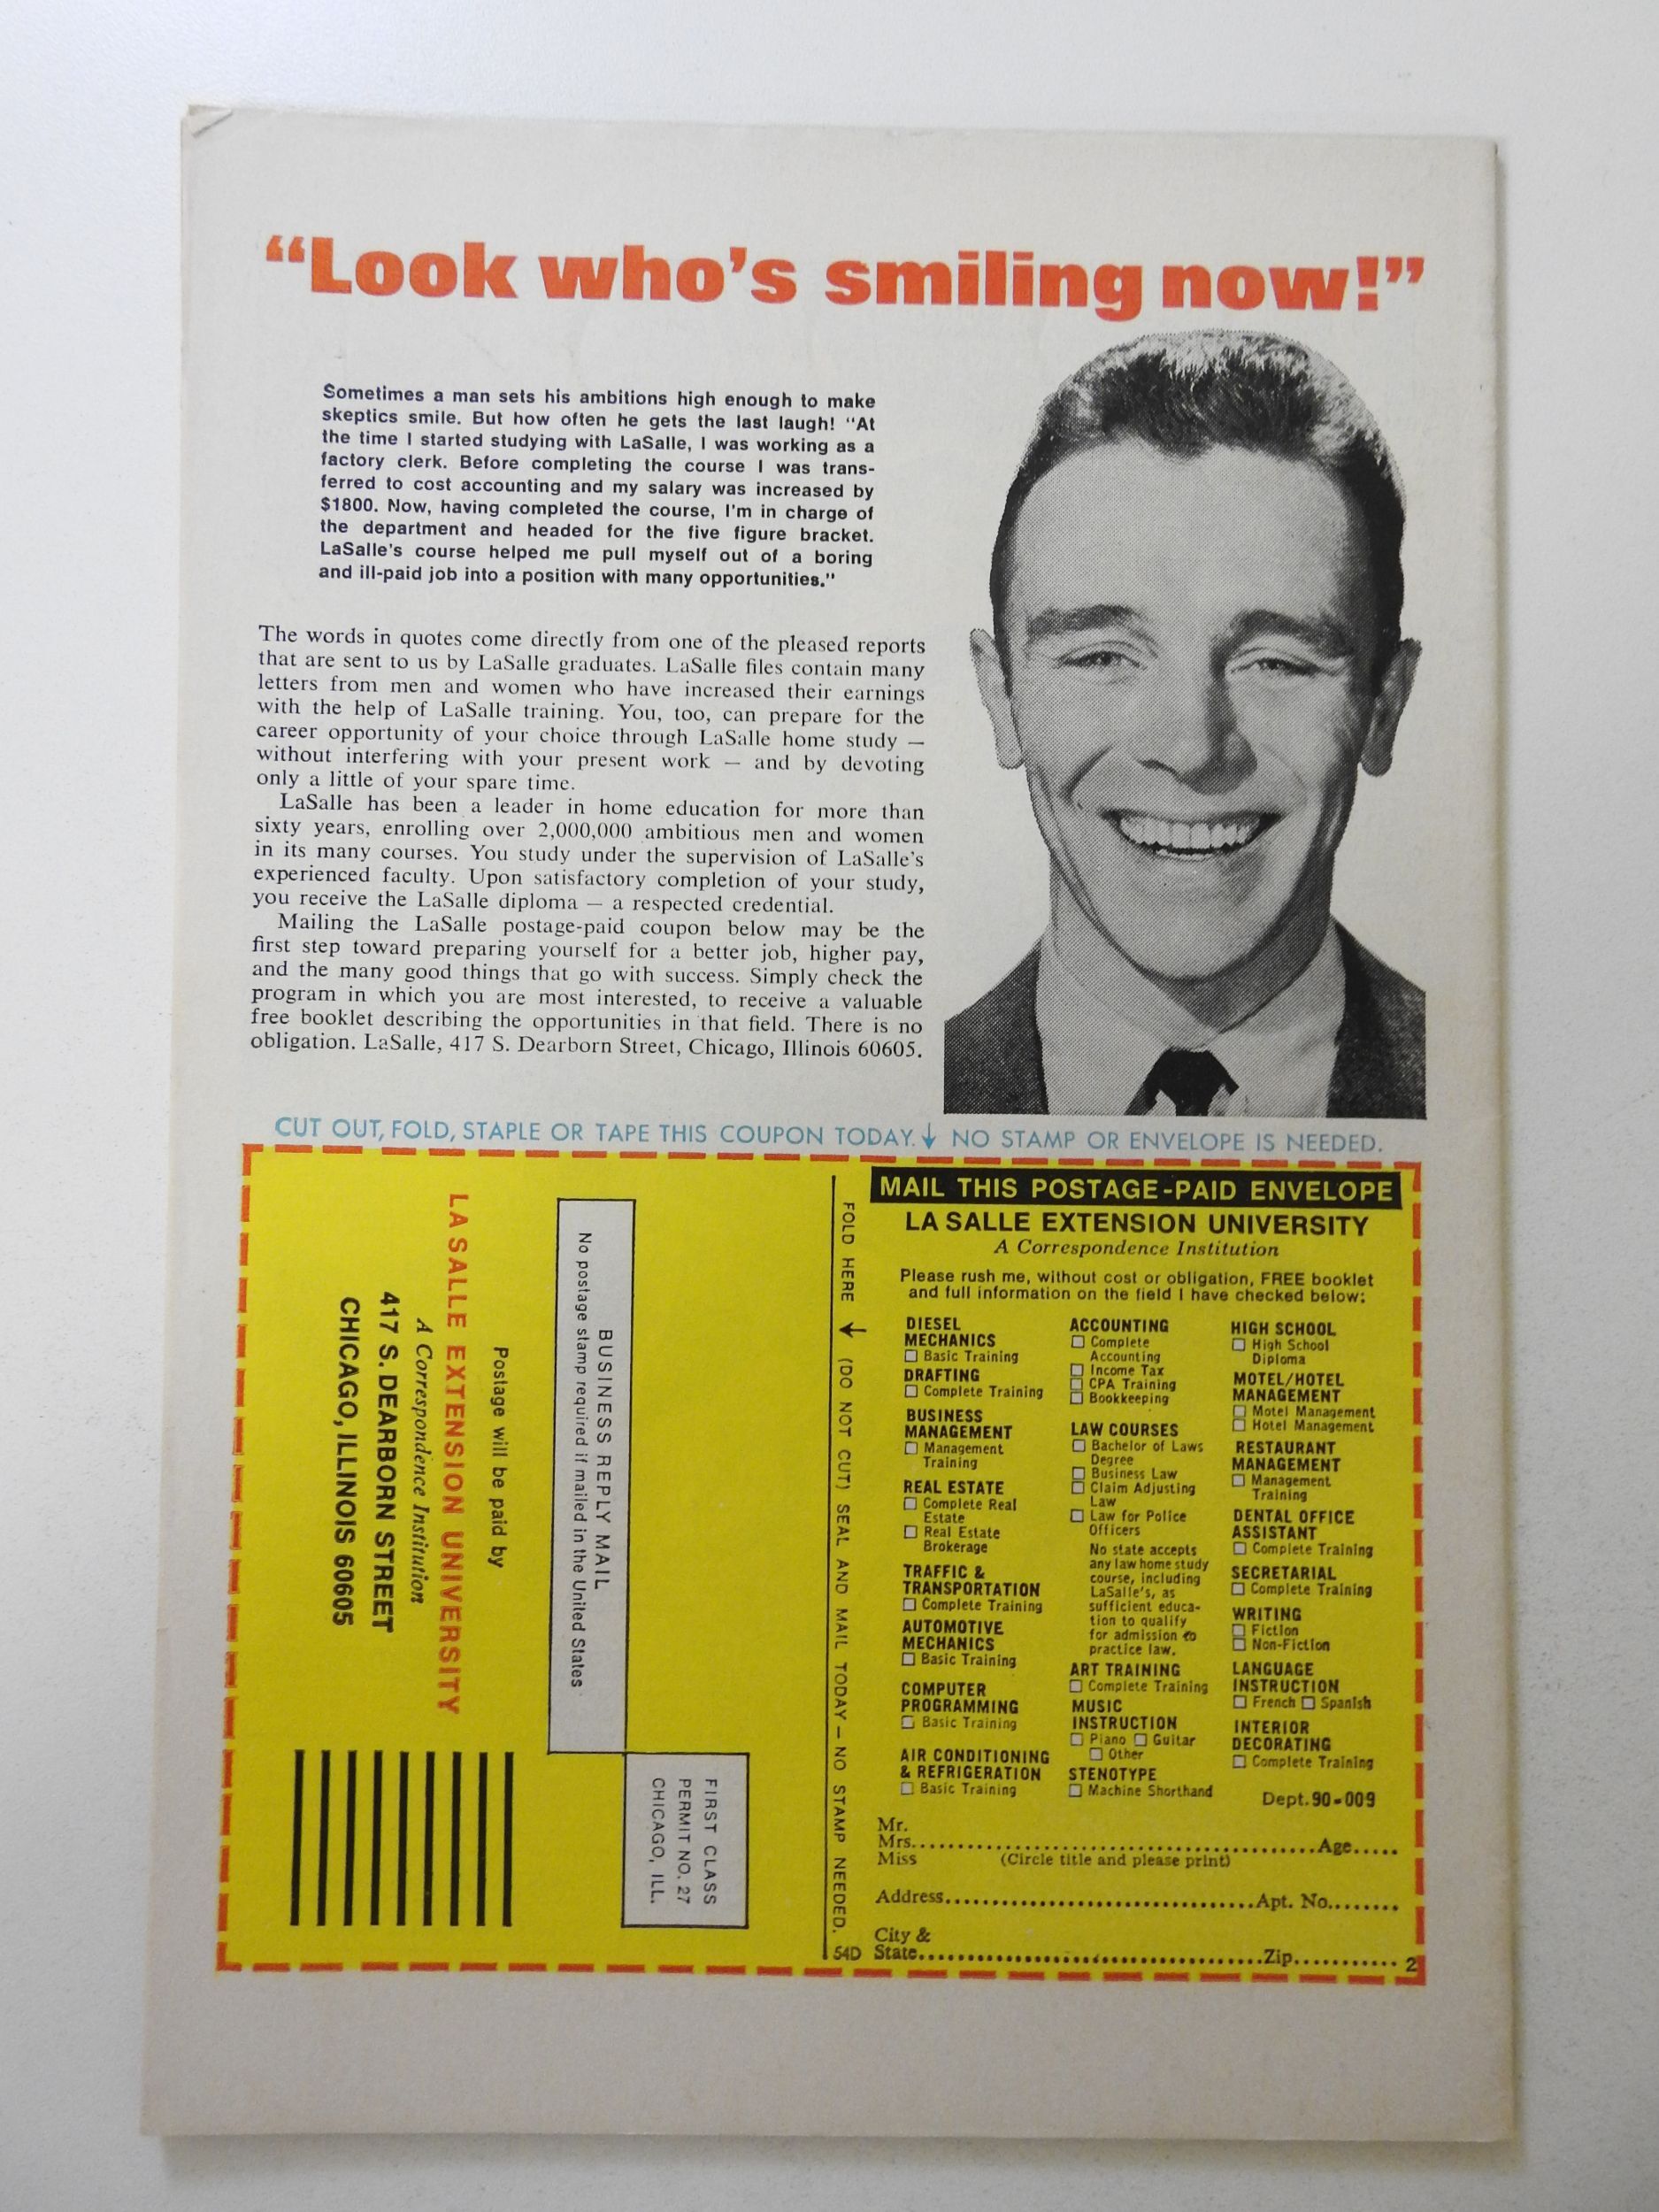 “Look who’s smiling now!”
Sometimes a man sets his ambitions high enough to make
skeptics smile. But how often he gets the last laugh! "At
the time I started studying with LaSalle, I was working as a
factory clerk. Before completing the course I was trans-
ferred to cost accounting and my salary was increased by
$1800. Now, having completed the course, I'm in charge of
the department and headed for the five figure bracket.
LaSalle's course helped me pull myself out of a boring
and ill-paid job into a position with many opportunities."
The words in quotes come directly from one of the pleased reports
that are sent to us by LaSalle graduates. LaSalle files contain many
letters from men and women who have increased their earnings
with the help of LaSalle training. You, too, can prepare for the
career opportunity of your choice through LaSalle home study —
without interfering with your present work — and by devoting
only a little of your spare time.
LaSalle has been a leader in home education for more than
sixty years, enrolling over 2,000,000 ambitious men and women
in its many courses. You study under the supervision of LaSalle's
experienced faculty. Upon satisfactory completion of your study,
you receive the LaSalle diploma — a respected credential.
Mailing the LaSalle postage-paid coupon below may be the
first step toward preparing yourself for a better job, higher pay,
and the many good things that go with success. Simply check the
program in which you are most interested, to receive a valuable
free booklet describing the opportunities in that field. There is no
obligation. LaSalle, 417 S. Dearborn Street, Chicago, Illinois 60605.
CUT OUT, FOLD, STAPLE OR TAPE THIS COUPON TODAY.↓ NO STAMP OR ENVELOPE IS NEEDED.
FIRST CLASS
PERMIT NO. 27
CHICAGO, ILL.
BUSINESS REPLY MAIL
No postage stamp required if mailed in the United States
Postage will be paid by
LA SALLE EXTENSION UNIVERSITY
A Correspondence Institution
417 S. DEARBORN STREET
CHICAGO, ILLINOIS 60605
FOLD HERE → (DO NOT CUT) SEAL AND MAIL TODAY — NO STAMP NEEDED.
54D
MAIL THIS POSTAGE-PAID ENVELOPE
LA SALLE EXTENSION UNIVERSITY
A Correspondence Institution
Please rush me, without cost or obligation, FREE booklet
and full information on the field I have checked below:
DIESEL
MECHANICS
☐ Basic Training
DRAFTING
☐ Complete Training
BUSINESS
MANAGEMENT
☐ Management
Training
REAL ESTATE
☐ Complete Real
Estate
☐ Real Estate
Brokerage
TRAFFIC &
TRANSPORTATION
☐ Complete Training
AUTOMOTIVE
MECHANICS
☐ Basic Training
COMPUTER
PROGRAMMING
☐ Basic Training
AIR CONDITIONING
& REFRIGERATION
☐ Basic Training
ACCOUNTING
☐ Complete
Accounting
☐ Income Tax
☐ CPA Training
☐ Bookkeeping
LAW COURSES
☐ Bachelor of Laws
Degree
☐ Business Law
☐ Claim Adjusting
Law
☐ Law for Police
Officers
No state accepts
any law home study
course, including
LaSalle's, as
sufficient educa-
tion to qualify
for admission to
practice law.
ART TRAINING
☐ Complete Training
MUSIC
INSTRUCTION
☐ Piano ☐ Guitar
☐ Other
STENOTYPE
☐ Machine Shorthand
HIGH SCHOOL
☐ High School
Diploma
MOTEL/HOTEL
MANAGEMENT
☐ Motel Management
☐ Hotel Management
RESTAURANT
MANAGEMENT
☐ Management
Training
DENTAL OFFICE
ASSISTANT
☐ Complete Training
SECRETARIAL
☐ Complete Training
WRITING
☐ Fiction
☐ Non-Fiction
LANGUAGE
INSTRUCTION
☐ French ☐ Spanish
INTERIOR
DECORATING
☐ Complete Training
Dept. 90-009
Mr.
Mrs. Age
Miss (Circle title and please print)
Address Apt. No.
City &
State Zip 2